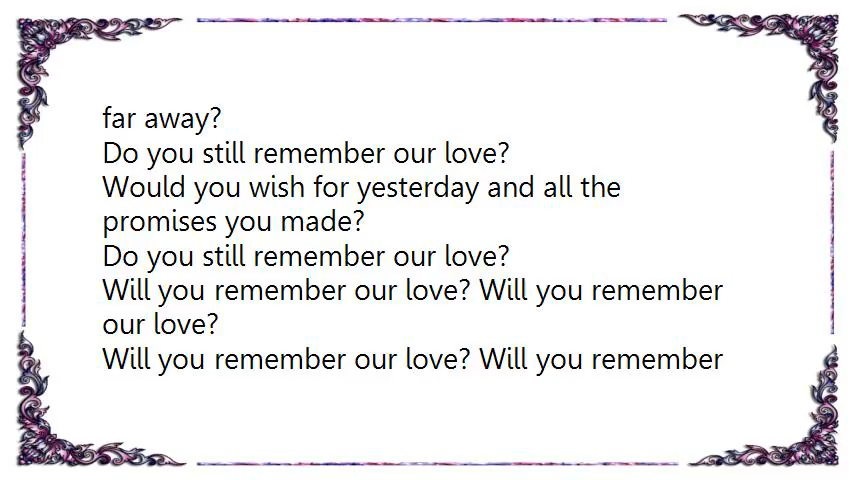 far away?
Do you still remember our love?
Would you wish for yesterday and all the
promises you made?
Do you still remember our love?
Will you remember our love? Will you remember
our love?
Will you remember our love? Will you remember